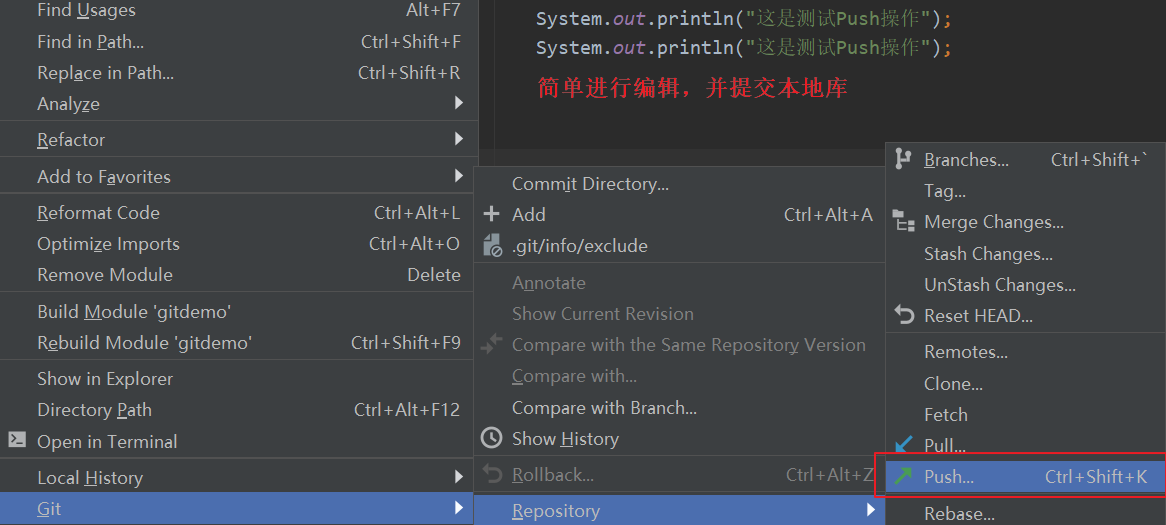 Find Usages Alt+F7
Find in Path... Ctrl+Shift+F
Replace in Path... Ctrl+Shift+R
Analyze
Refactor
Add to Favorites
Reformat Code Ctrl+Alt+L
Optimize Imports Ctrl+Alt+O
Remove Module Delete
Build Module 'gitdemo'
Rebuild Module 'gitdemo' Ctrl+Shift+F9
Show in Explorer
Directory Path Ctrl+Alt+F12
Open in Terminal
Local History
Git
System.out.println("这是测试Push操作");
System.out.println("这是测试Push操作");
简单进行编辑，并提交本地库
Commit Directory...
Add Ctrl+Alt+A
.git/info/exclude
Annotate
Show Current Revision
Compare with the Same Repository Version
Compare with...
Compare with Branch...
Show History
Rollback... Ctrl+Alt+Z
Repository
Branches... Ctrl+Shift+`
Tag...
Merge Changes...
Stash Changes...
UnStash Changes...
Reset HEAD...
Remotes...
Clone...
Fetch
Pull...
Push... Ctrl+Shift+K
Rebase...